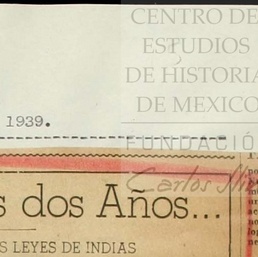 CENTRO DE
ESTUDIOS
DE HISTORIA
DE MEXICO
1939.
FUNDACIÓ
Carlos
s dos Años...
S LEYES DE INDIAS